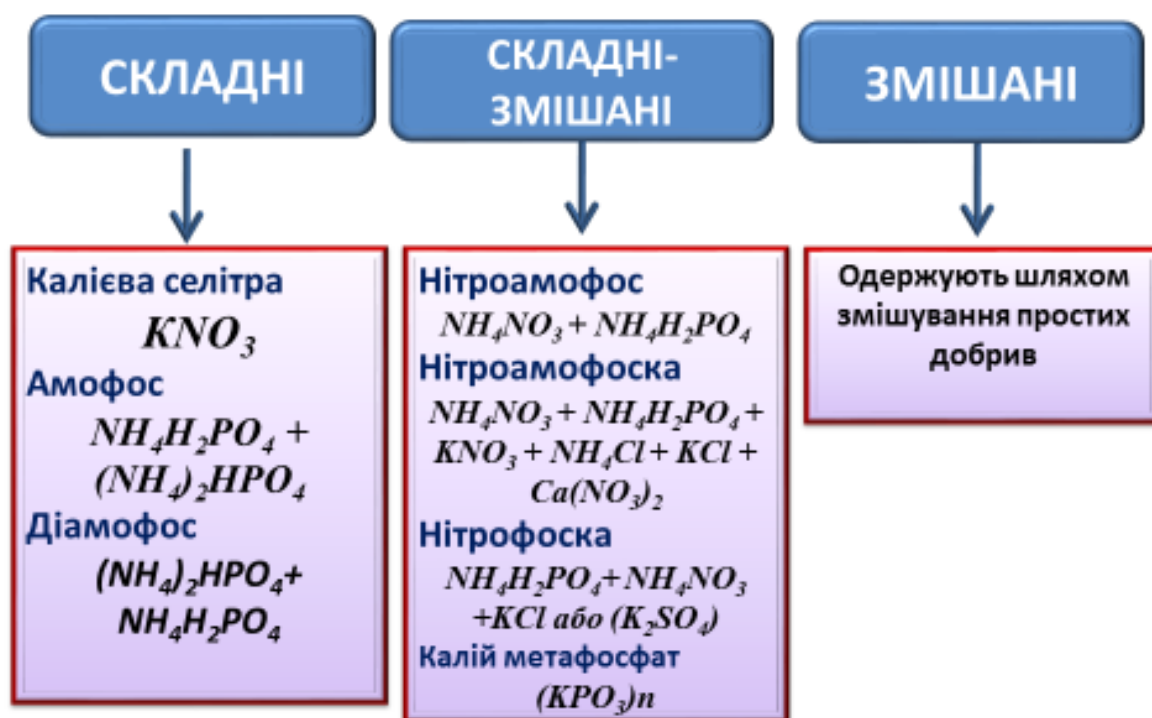 СКЛАДНІ
Калієва селітра
KNO₃
Амофос
NH₄H₂PO₄ +
(NH₄)₂HPO₄
Діамофос
(NH₄)₂HPO₄+
NH₄H₂PO₄
СКЛАДНІ-
ЗМІШАНІ
Нітроамофос
NH₄NO₃ + NH₄H₂PO₄
Нітроамофоска
NH₄NO₃ + NH₄H₂PO₄ +
KNO₃ + NH₄Cl + KCl +
Ca(NO₃)₂
Нітрофоска
NH₄H₂PO₄+ NH₄NO₃
+KCl або (K₂SO₄)
Калій метафосфат
(KPO₃)n
ЗМІШАНІ
Одержують шляхом
змішування простих
добрив